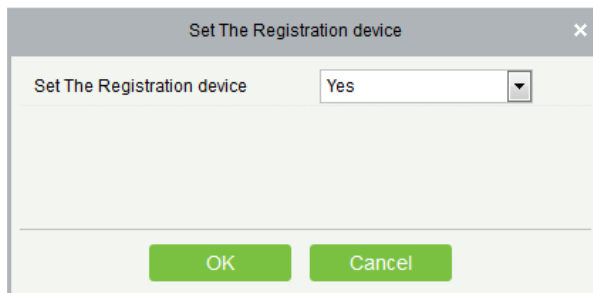 Set The Registration device
Set The Registration device Yes
OK Cancel